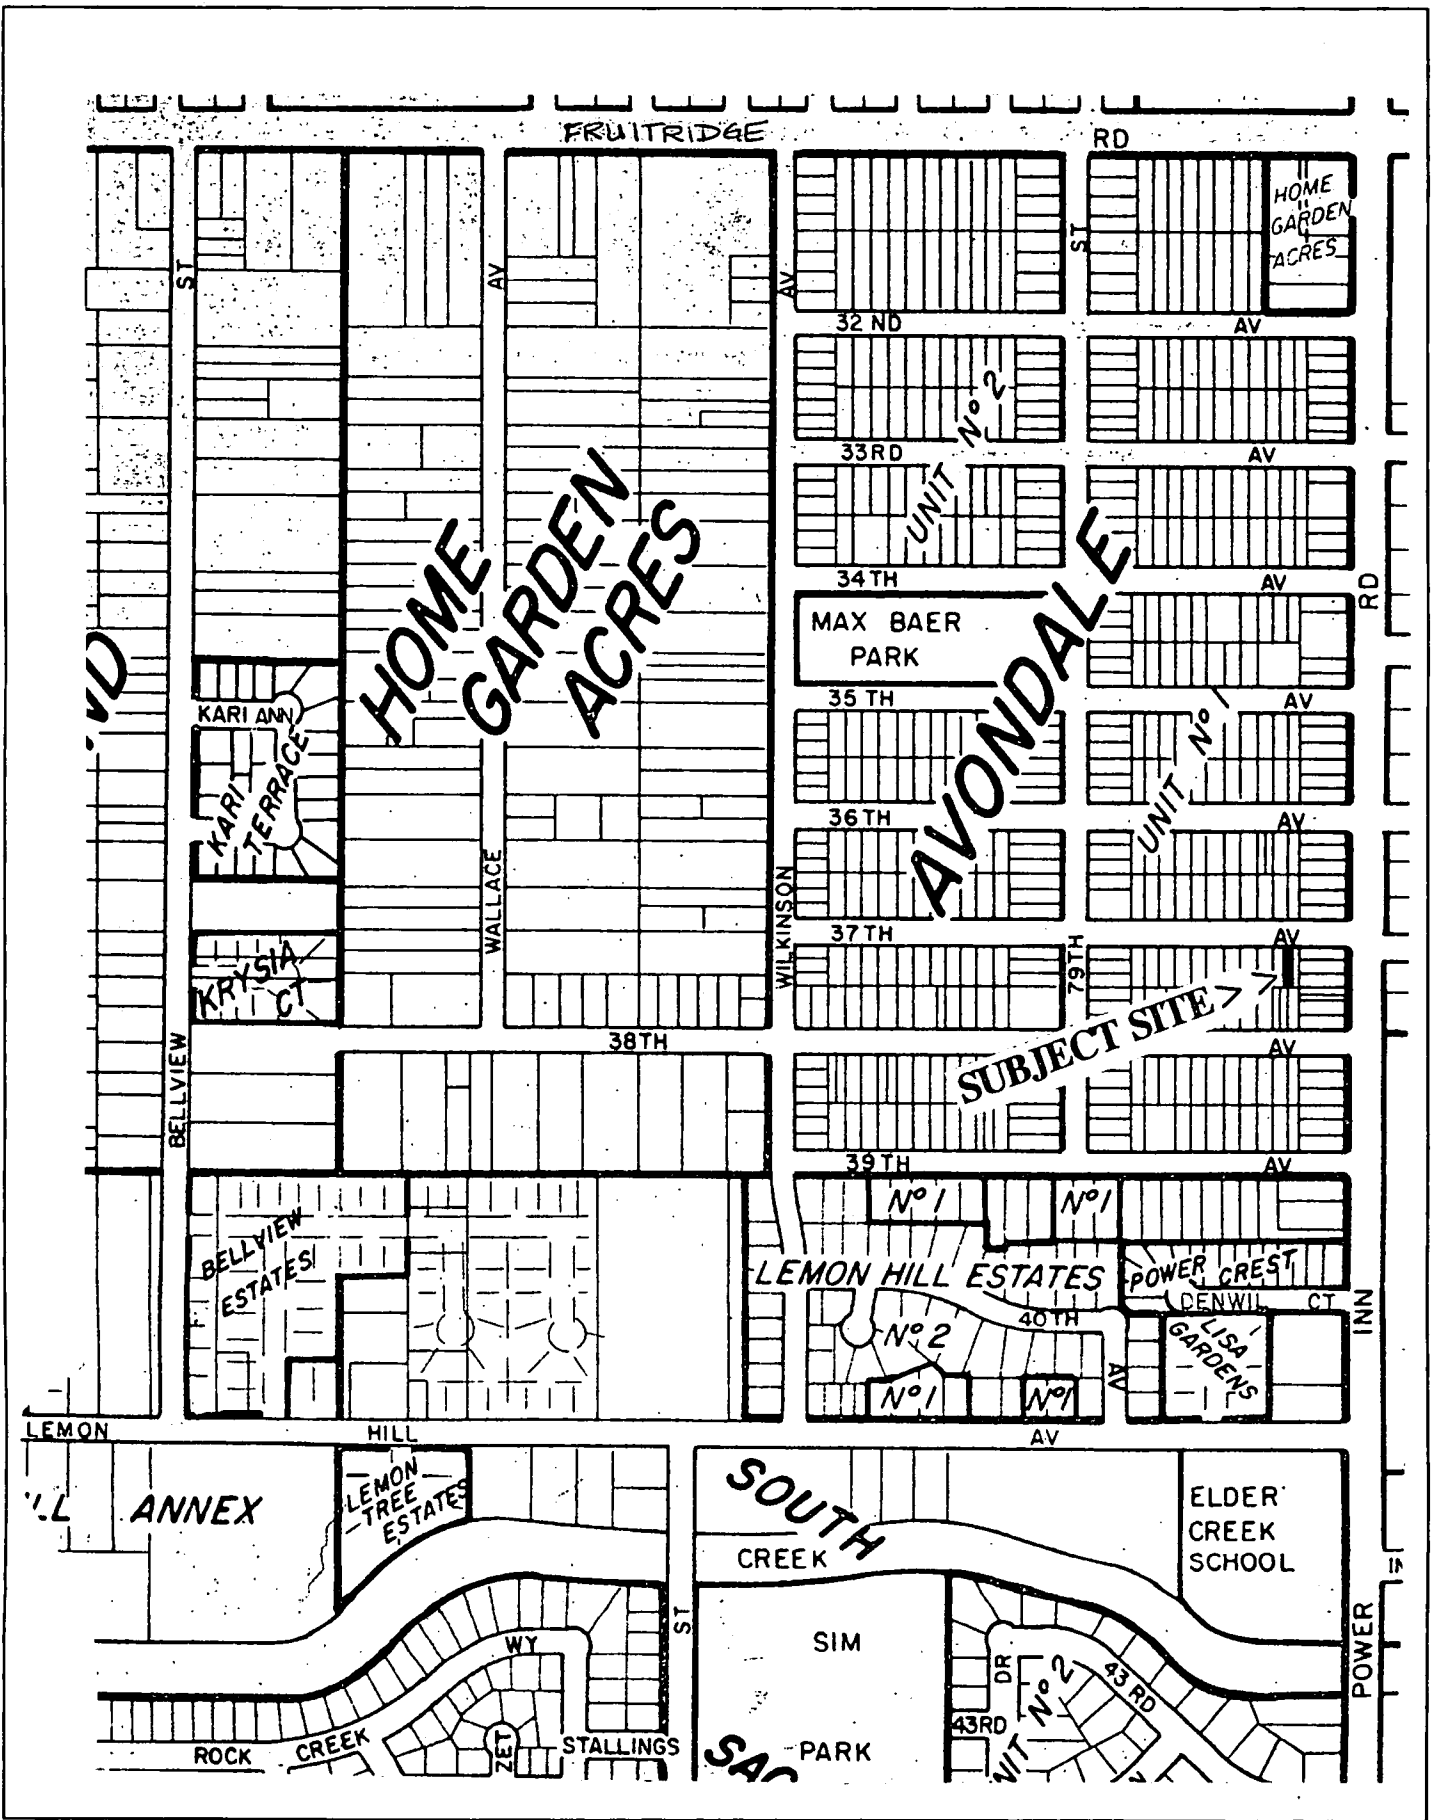 FRUITRIDGE RD
HOME
GARDEN
ACRES
ST
AV
AV
ST
32 ND AV
UNIT Nº 2
33RD AV
HOME
GARDEN
ACRES
34 TH AV
RD
MAX BAER
PARK
AVONDALE
35 TH AV
KARI ANN
KARI
TERRACE
UNIT Nº 1
36 TH AV
WALLACE
WILKINSON
37 TH AV
79TH
KRYSIA
CT
SUBJECT SITE
38TH AV
BELLVIEW
39 TH AV
Nº 1
Nº 1
BELLVIEW
ESTATES
LEMON HILL ESTATES
POWER CREST
DENWIL CT
INN
40 TH
AV
LISA
GARDENS
Nº 2
Nº 1
Nº 1
LEMON HILL AV
LEMON
TREE
ESTATES
ANNEX
SOUTH
CREEK
ELDER
CREEK
SCHOOL
POWER
ST
SIM
PARK
WY
ROCK CREEK
ZET
STALLINGS
SAC
DR
43 RD
43RD
Nº 2